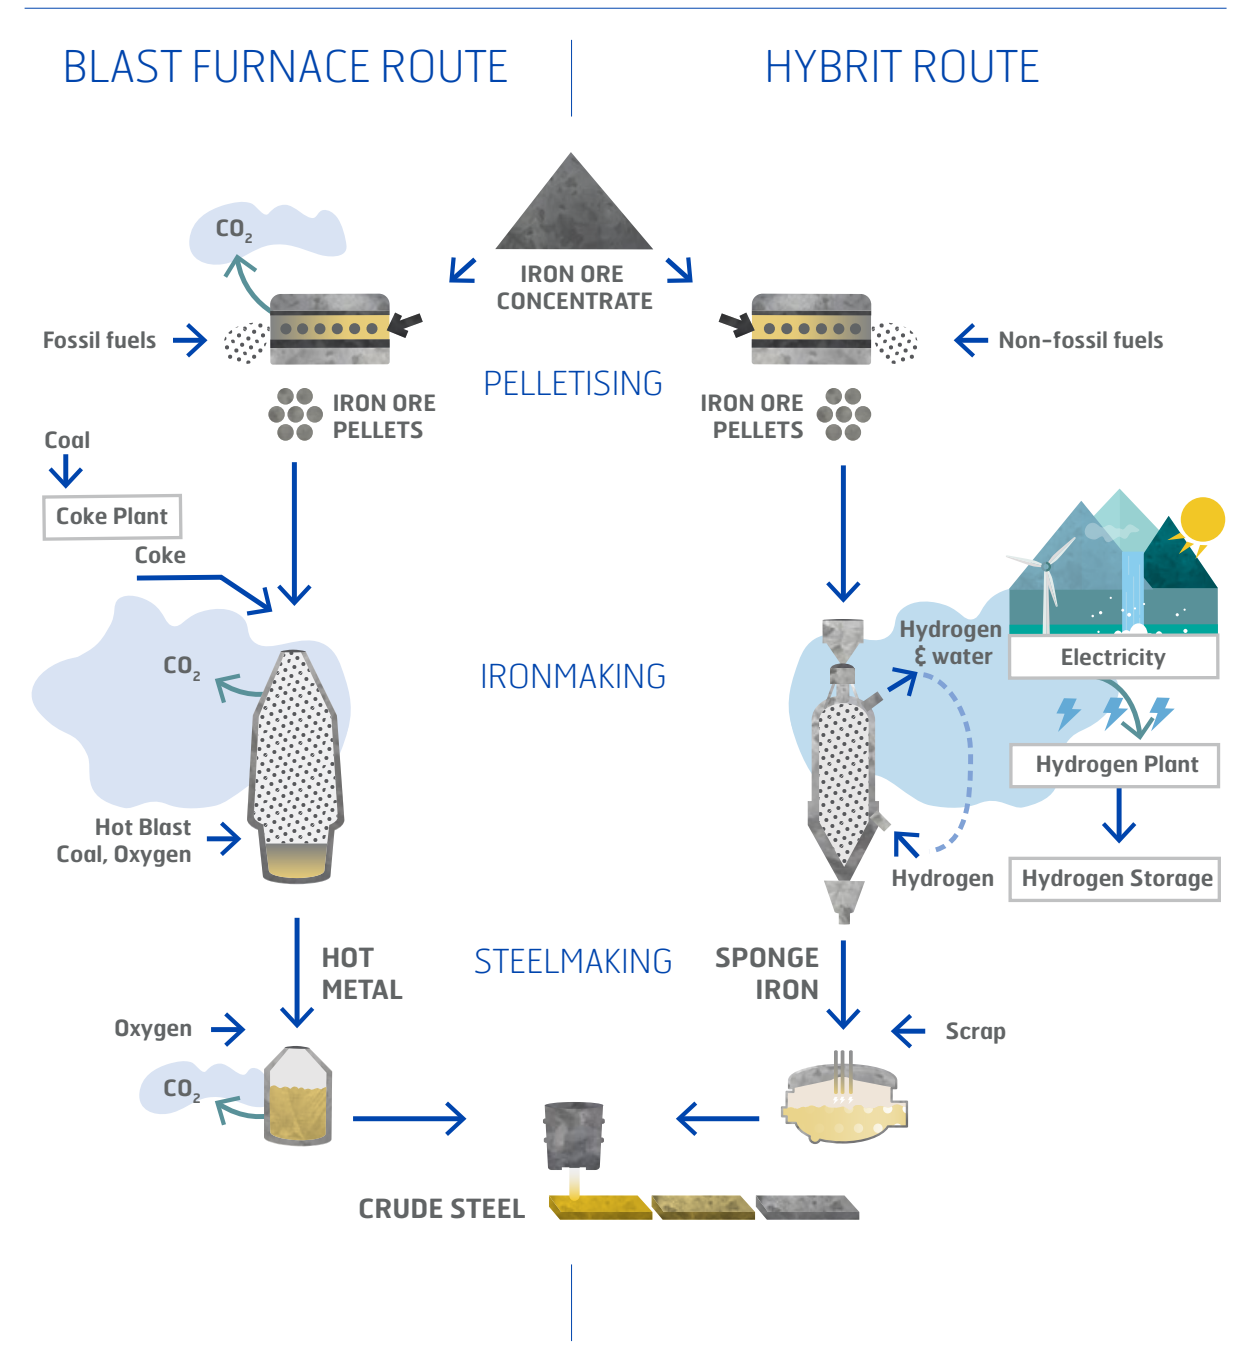 BLAST FURNACE ROUTE
HYBRIT ROUTE
CO₂
IRON ORE
CONCENTRATE
Fossil fuels
Non-fossil fuels
PELLETISING
IRON ORE
PELLETS
IRON ORE
PELLETS
Coal
Coke Plant
Coke
CO₂
IRONMAKING
Hydrogen
& water
Electricity
Hydrogen Plant
Hot Blast
Coal, Oxygen
Hydrogen
Hydrogen Storage
HOT
METAL
STEELMAKING
SPONGE
IRON
Oxygen
Scrap
CO₂
CRUDE STEEL